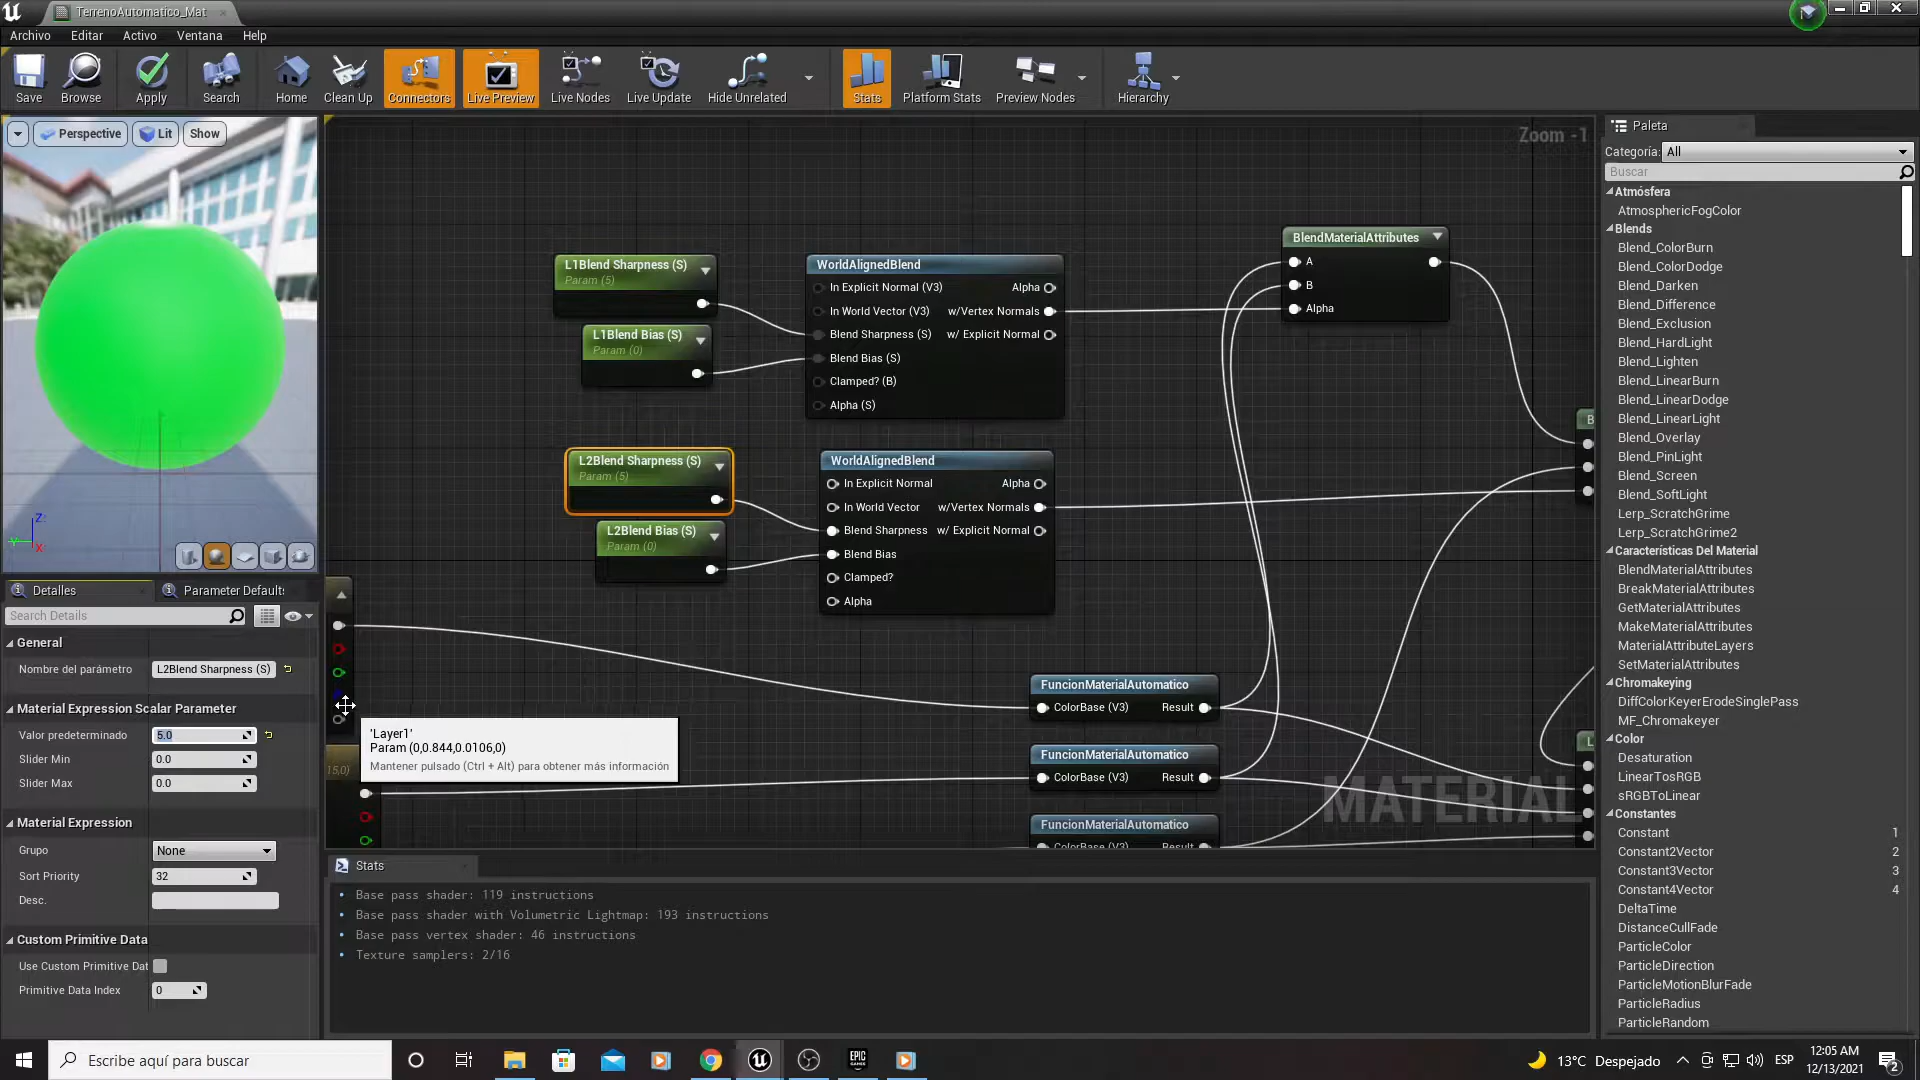 TerrenoAutomatico_Mat
Archivo
Editar
Activo
Ventana
Help
Save
Browse
Apply
Search
Home
Clean Up
Connectors
Live Preview
Live Nodes
Live Update
Hide Unrelated
Stats
Platform Stats
Preview Nodes
Hierarchy
Perspective
Lit
Show
Z
Y
X
Zoom -1
L1Blend Sharpness (S)
Param (5)
L1Blend Bias (S)
Param (0)
WorldAlignedBlend
In Explicit Normal (V3)
Alpha
In World Vector (V3)
w/Vertex Normals
Blend Sharpness (S)
w/ Explicit Normal
Blend Bias (S)
Clamped? (B)
Alpha (S)
BlendMaterialAttributes
A
B
Alpha
L2Blend Sharpness (S)
Param (5)
L2Blend Bias (S)
Param (0)
WorldAlignedBlend
In Explicit Normal
Alpha
In World Vector
w/Vertex Normals
Blend Sharpness
w/ Explicit Normal
Blend Bias
Clamped?
Alpha
B
FuncionMaterialAutomatico
ColorBase (V3)
Result
FuncionMaterialAutomatico
ColorBase (V3)
Result
FuncionMaterialAutomatico
ColorBase (V3)
Result
L
MATERIAL
15,0)
'Layer1'
Param (0,0.844,0.0106,0)
Mantener pulsado (Ctrl + Alt) para obtener más información
Detalles
Parameter Defaults
Search Details
General
Nombre del parámetro
L2Blend Sharpness (S)
Material Expression Scalar Parameter
Valor predeterminado
5.0
Slider Min
0.0
Slider Max
0.0
Material Expression
Grupo
None
Sort Priority
32
Desc.
Custom Primitive Data
Use Custom Primitive Dat
Primitive Data Index
0
Stats
Base pass shader: 119 instructions
Base pass shader with Volumetric Lightmap: 193 instructions
Base pass vertex shader: 46 instructions
Texture samplers: 2/16
Paleta
Categoría:
All
Buscar
Atmósfera
AtmosphericFogColor
Blends
Blend_ColorBurn
Blend_ColorDodge
Blend_Darken
Blend_Difference
Blend_Exclusion
Blend_HardLight
Blend_Lighten
Blend_LinearBurn
Blend_LinearDodge
Blend_LinearLight
Blend_Overlay
Blend_PinLight
Blend_Screen
Blend_SoftLight
Lerp_ScratchGrime
Lerp_ScratchGrime2
Características Del Material
BlendMaterialAttributes
BreakMaterialAttributes
GetMaterialAttributes
MakeMaterialAttributes
MaterialAttributeLayers
SetMaterialAttributes
Chromakeying
DiffColorKeyerErodeSinglePass
MF_Chromakeyer
Color
Desaturation
LinearTosRGB
sRGBToLinear
Constantes
Constant 1
Constant2Vector 2
Constant3Vector 3
Constant4Vector 4
DeltaTime
DistanceCullFade
ParticleColor
ParticleDirection
ParticleMotionBlurFade
ParticleRadius
ParticleRandom
Escribe aquí para buscar
EPIC
GAMES
13°C Despejado
ESP
12:05 AM
12/13/2021
2